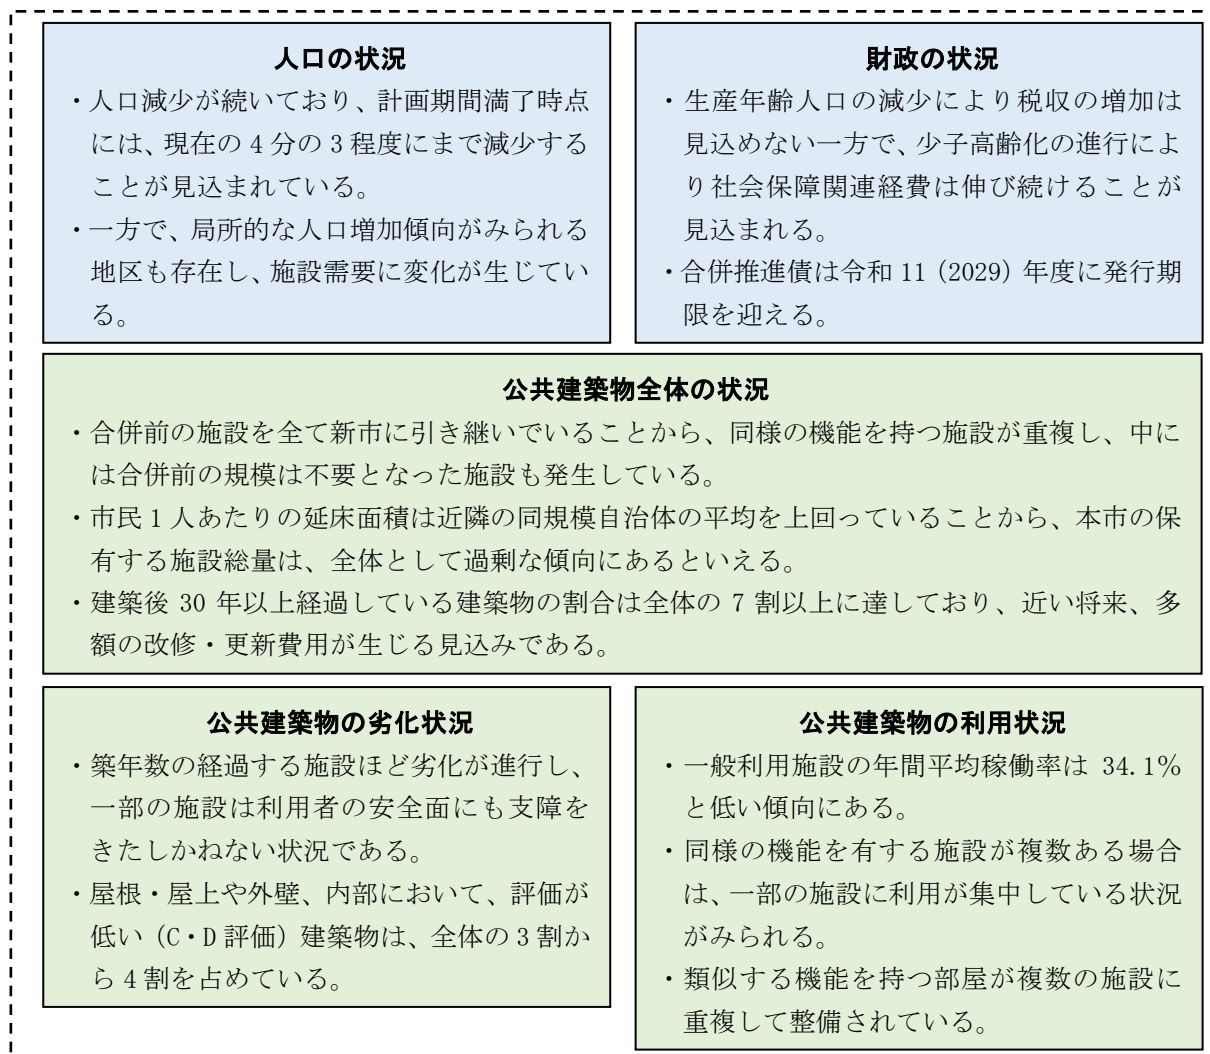 人口の状況
・人口減少が続いており、計画期間満了時点
には、現在の4分の3程度にまで減少する
ことが見込まれている。
・一方で、局所的な人口増加傾向がみられる
地区も存在し、施設需要に変化が生じてい
る。
財政の状況
・生産年齢人口の減少により税収の増加は
見込めない一方で、少子高齢化の進行によ
り社会保障関連経費は伸び続けることが
見込まれる。
・合併推進債は令和 11（2029）年度に発行期
限を迎える。
公共建築物全体の状況
・合併前の施設を全て新市に引き継いでいることから、同様の機能を持つ施設が重複し、中に
は合併前の規模は不要となった施設も発生している。
・市民1人あたりの延床面積は近隣の同規模自治体の平均を上回っていることから、本市の保
有する施設総量は、全体として過剰な傾向にあるといえる。
・建築後 30 年以上経過している建築物の割合は全体の 7 割以上に達しており、近い将来、多
額の改修・更新費用が生じる見込みである。
公共建築物の劣化状況
・築年数の経過する施設ほど劣化が進行し、
一部の施設は利用者の安全面にも支障を
きたしかねない状況である。
・屋根・屋上や外壁、内部において、評価が
低い（C・D評価）建築物は、全体の3割か
ら4割を占めている。
公共建築物の利用状況
・一般利用施設の年間平均稼働率は 34.1%
と低い傾向にある。
・同様の機能を有する施設が複数ある場合
は、一部の施設に利用が集中している状況
がみられる。
・類似する機能を持つ部屋が複数の施設に
重複して整備されている。